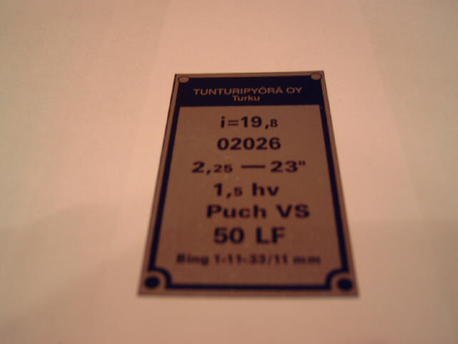 TUNTURIPYÖRÄ OY
Turku
i=19,8
02026
2,25 — 23"
1,5 hv
Puch VS
50 LF
Bing 1-11-33/11 mm